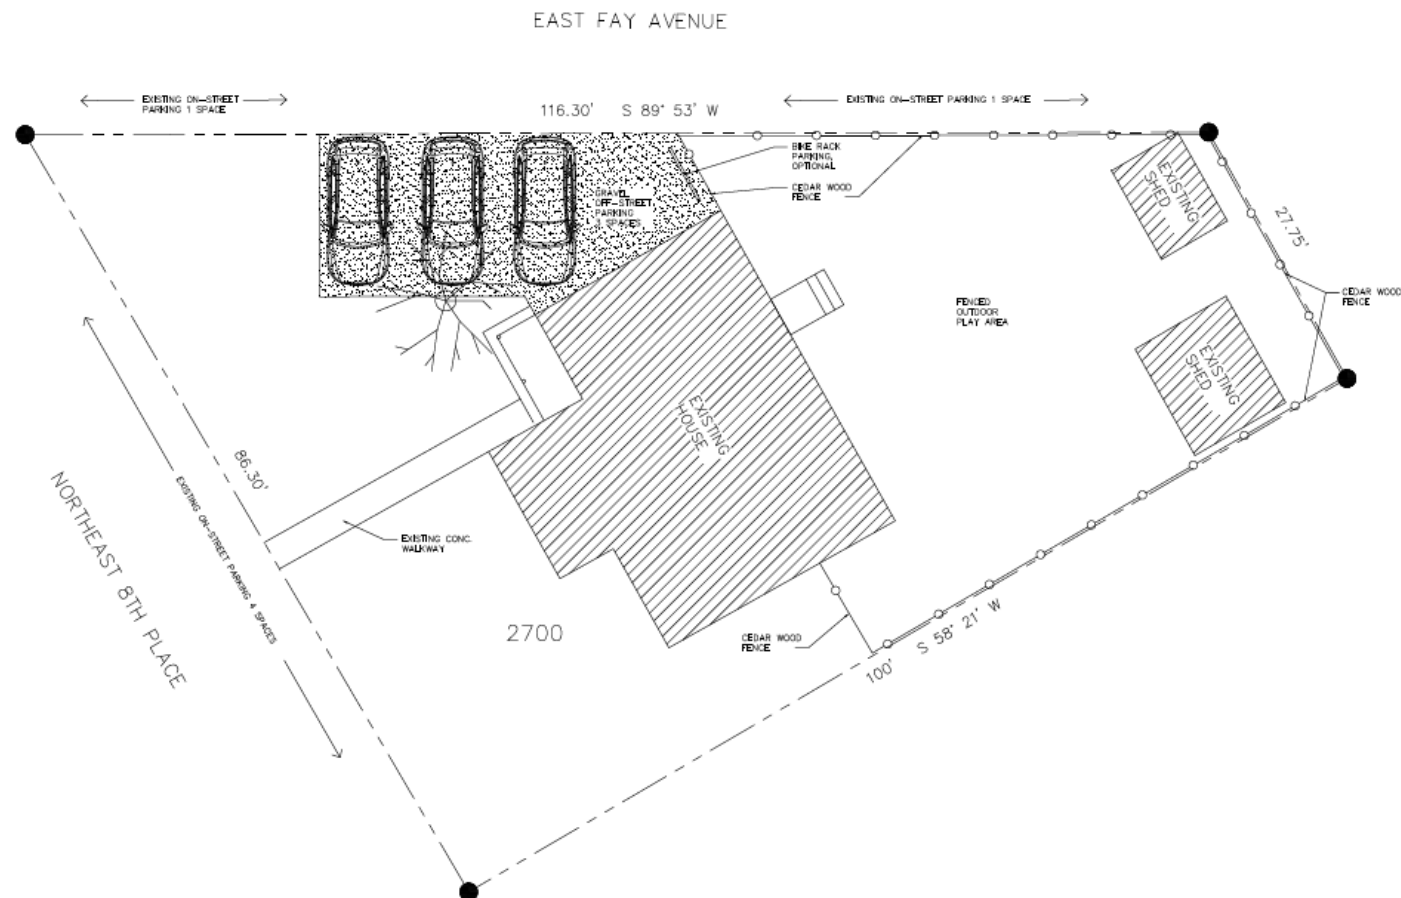 EAST FAY AVENUE
EXISTING ON-STREET
PARKING 1 SPACE
116.30' S 89° 53' W
EXISTING ON-STREET PARKING 1 SPACE
BIKE RACK
PARKING,
OPTIONAL
CEDAR WOOD
FENCE
GRAVEL
OFF-STREET
PARKING
3 SPACES
EXISTING
SHED
27.75'
CEDAR WOOD
FENCE
FENCED
OUTDOOR
PLAY AREA
EXISTING
SHED
EXISTING
HOUSE
86.30'
EXISTING ON-STREET PARKING 4 SPACES
NORTHEAST 8TH PLACE
EXISTING CONC.
WALKWAY
2700
CEDAR WOOD
FENCE
100' S 58° 21' W